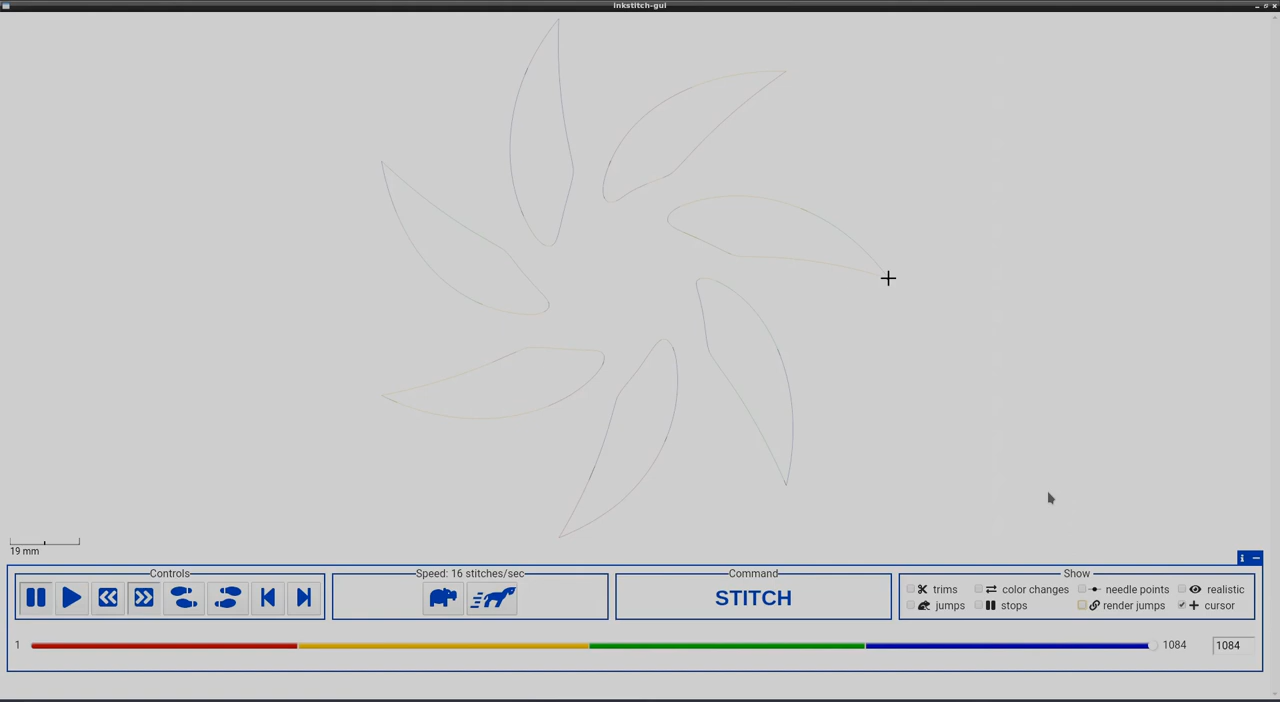 inkstitch-gui
19 mm
Controls
Speed: 16 stitches/sec
Command
STITCH
Show
trims
color changes
needle points
realistic
jumps
stops
render jumps
cursor
1
1084
1084